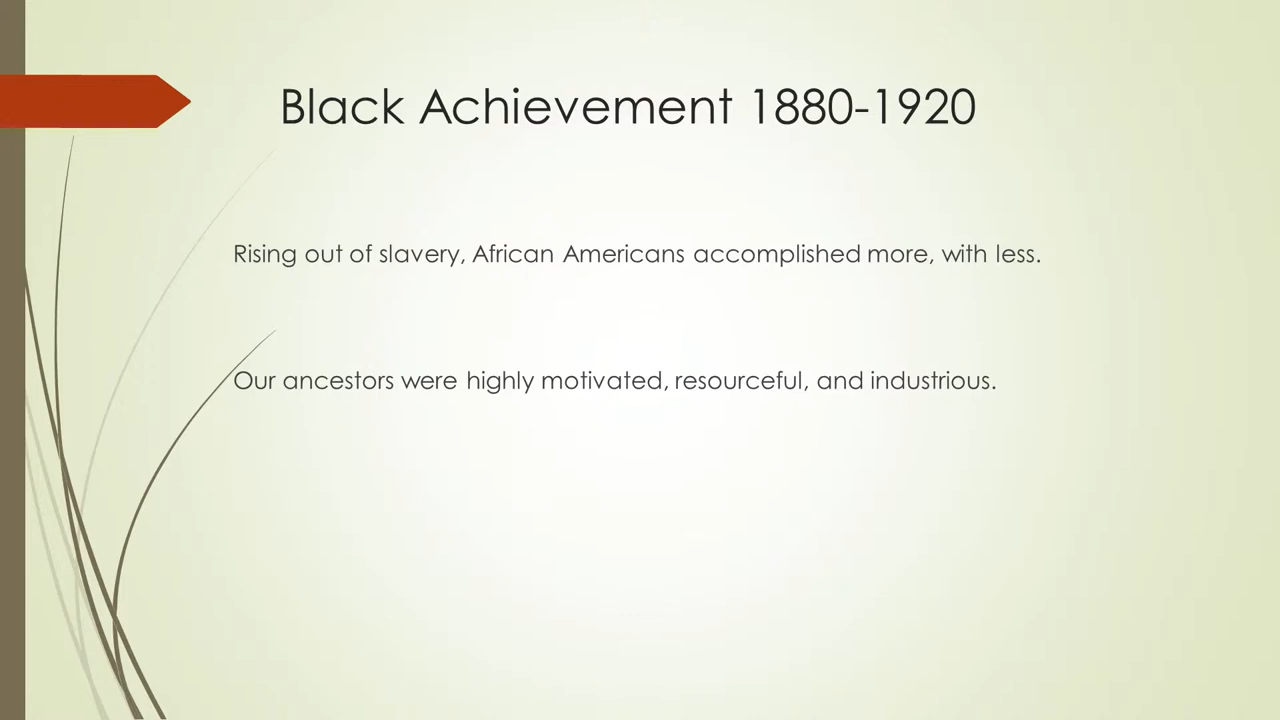 Black Achievement 1880-1920
Rising out of slavery, African Americans accomplished more, with less.
Our ancestors were highly motivated, resourceful, and industrious.